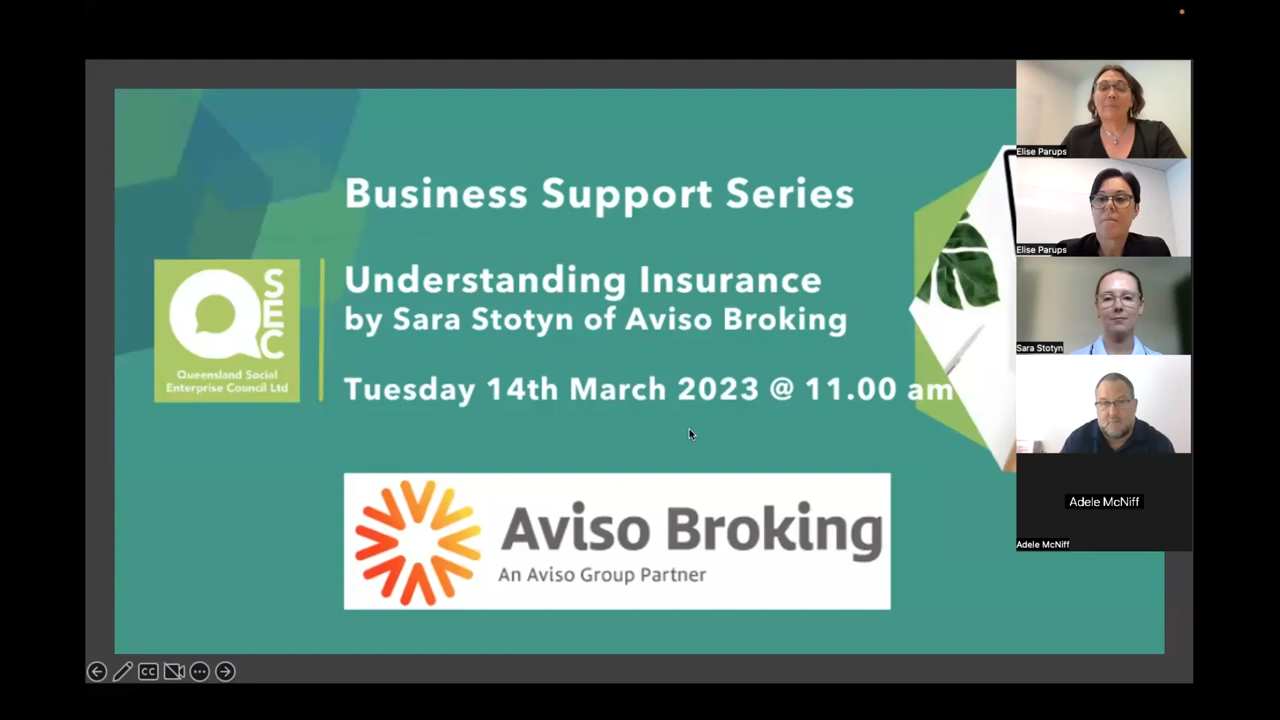 Business Support Series
Understanding Insurance
by Sara Stotyn of Aviso Broking
Tuesday 14th March 2023 @ 11.00 am
Q
SEC
Queensland Social
Enterprise Council Ltd
Aviso Broking
An Aviso Group Partner
Elise Parups
Elise Parups
Sara Stotyn
Adele McNiff
Adele McNiff
CC